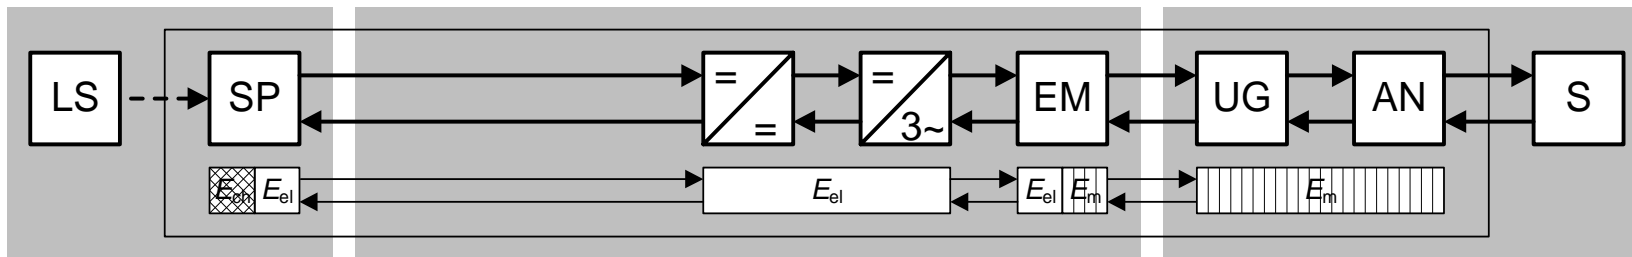 LS
SP
=
=
=
3~
EM
UG
AN
S
Ech
Eel
Eel
Eel
Em
Em